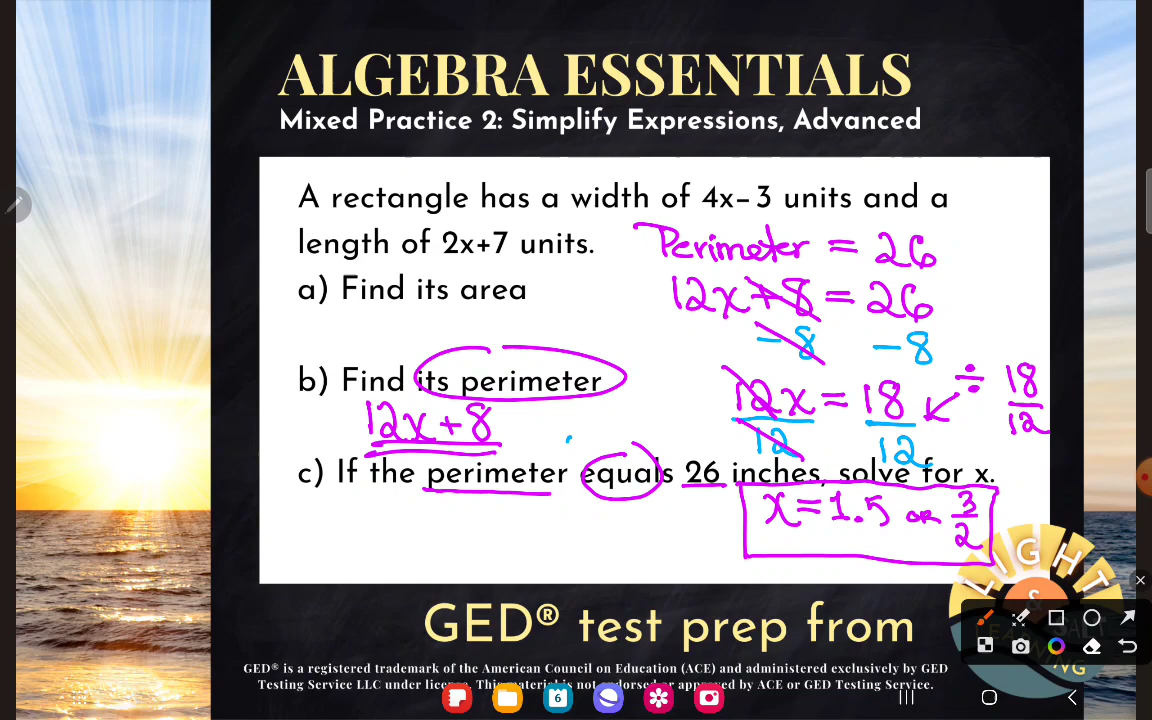 ALGEBRA ESSENTIALS
Mixed Practice 2: Simplify Expressions, Advanced
A rectangle has a width of 4x–3 units and a
length of 2x+7 units.
Perimeter = 26
a) Find its area
12x+8 = 26
-8 -8
b) Find its perimeter
12x = 18 ÷ 18/12
12 12
12x+8
c) If the perimeter equals 26 inches, solve for x.
x=1.5 or 3/2
LIGHT
&
GED® test prep from
GED® is a registered trademark of the American Council on Education (ACE) and administered exclusively by GED
Testing Service LLC under license. This material is not endorsed or approved by ACE or GED Testing Service.
6